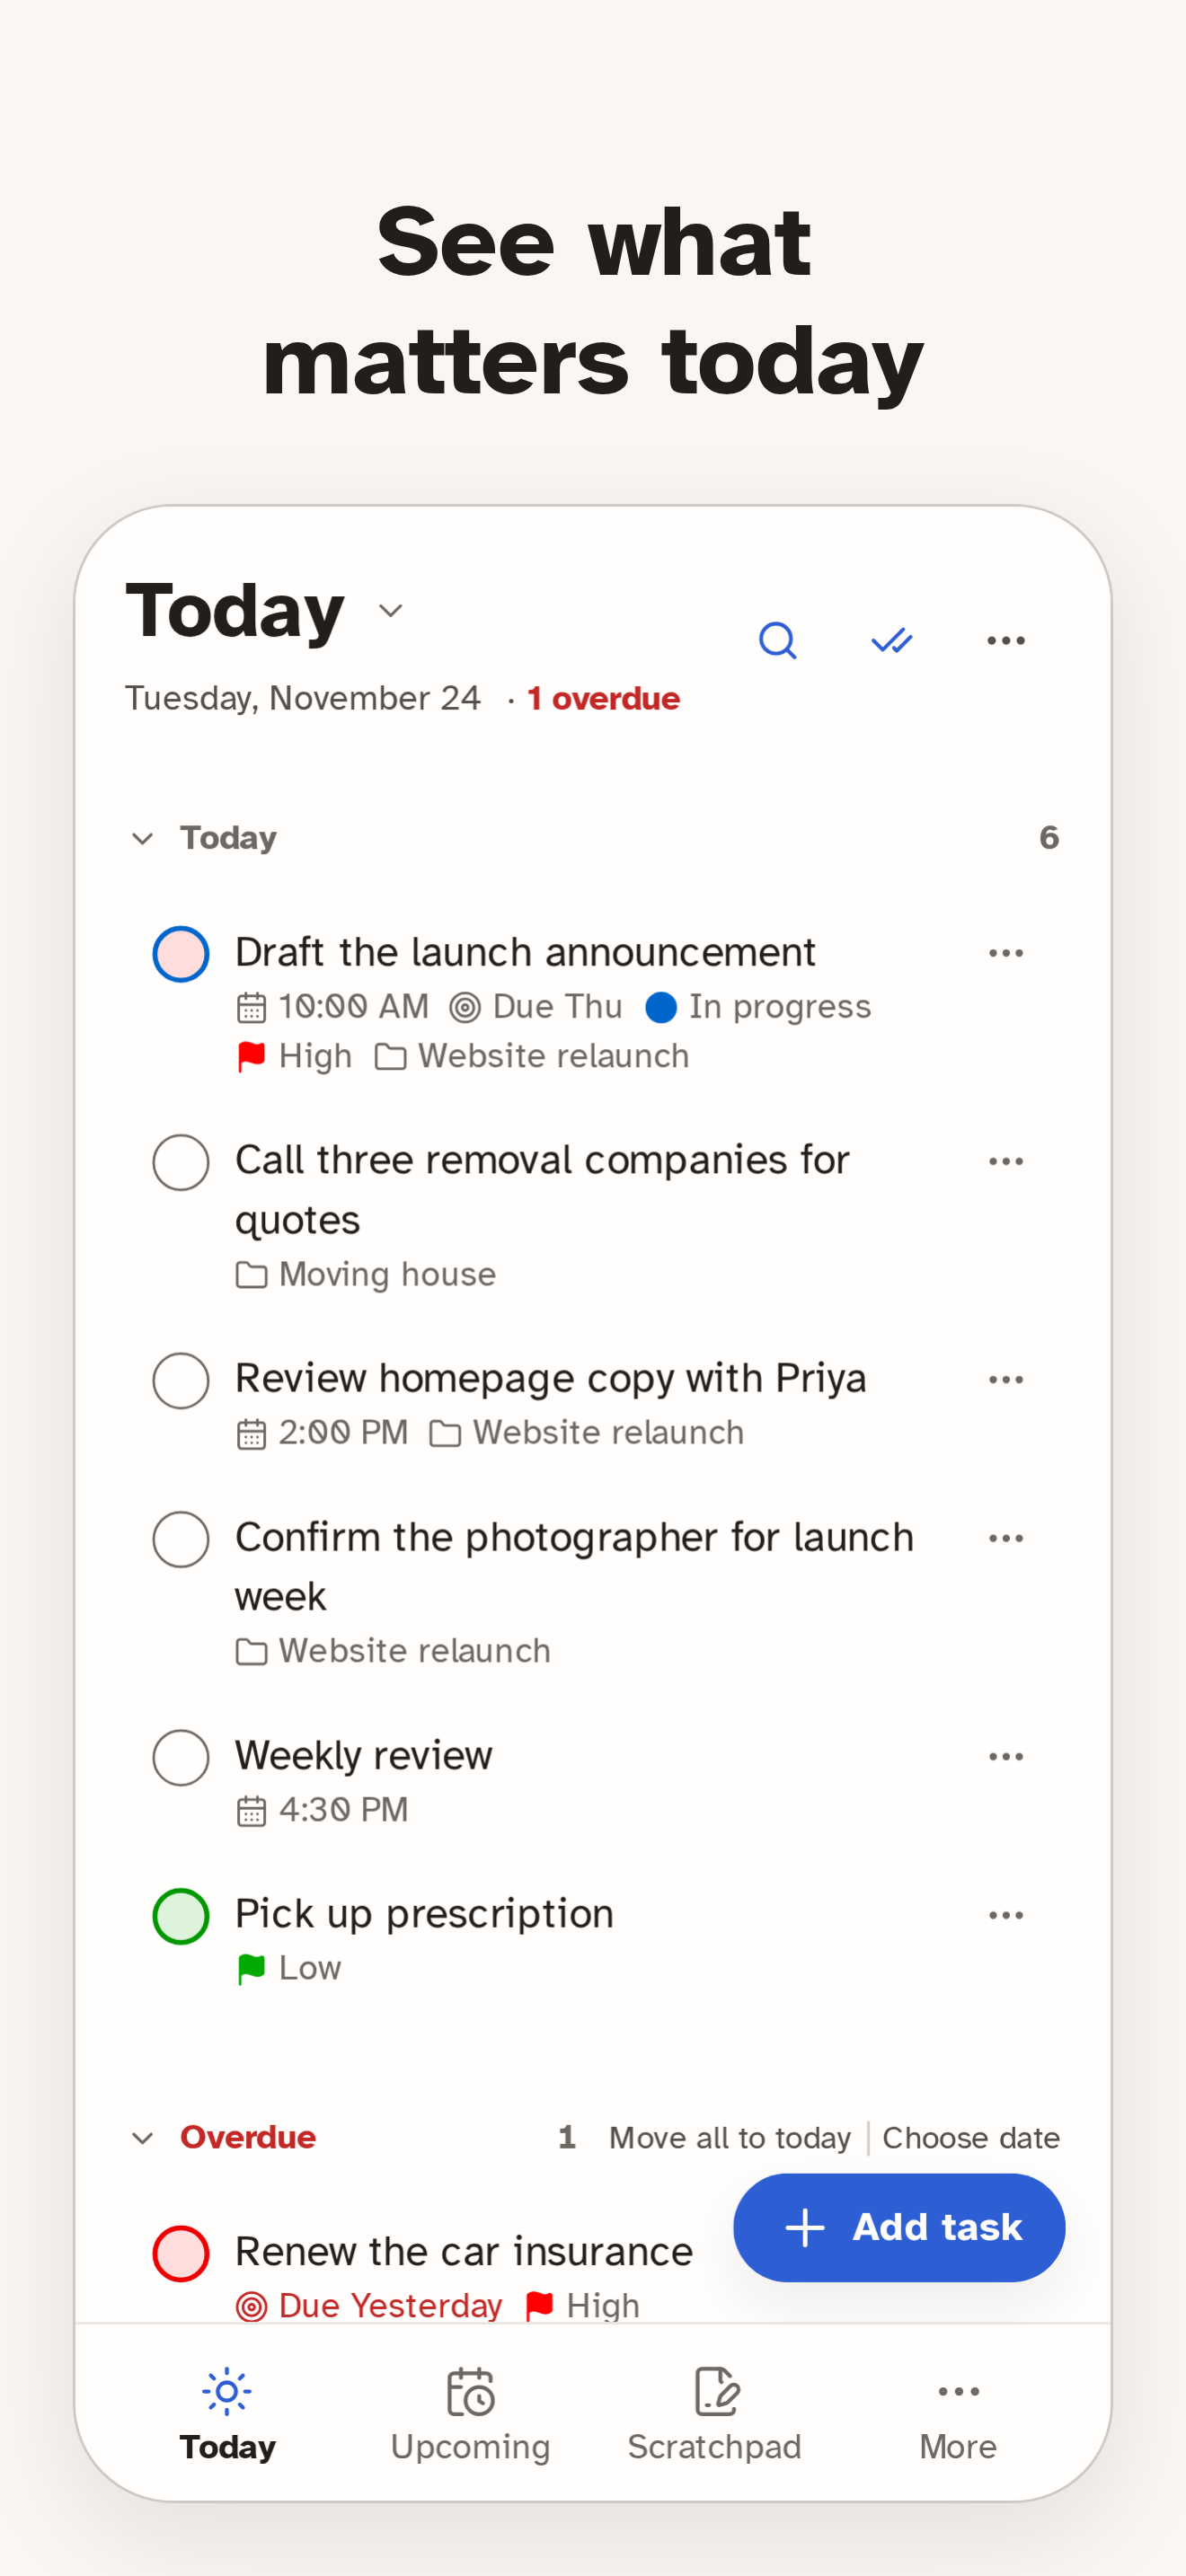 See what
matters today
Today
Tuesday, November 24 · 1 overdue
Today 6
Draft the launch announcement
10:00 AM Due Thu In progress
High Website relaunch
Call three removal companies for
quotes
Moving house
Review homepage copy with Priya
2:00 PM Website relaunch
Confirm the photographer for launch
week
Website relaunch
Weekly review
4:30 PM
Pick up prescription
Low
Overdue 1 Move all to today Choose date
Renew the car insurance
Add task
Due Yesterday High
Today Upcoming Scratchpad More